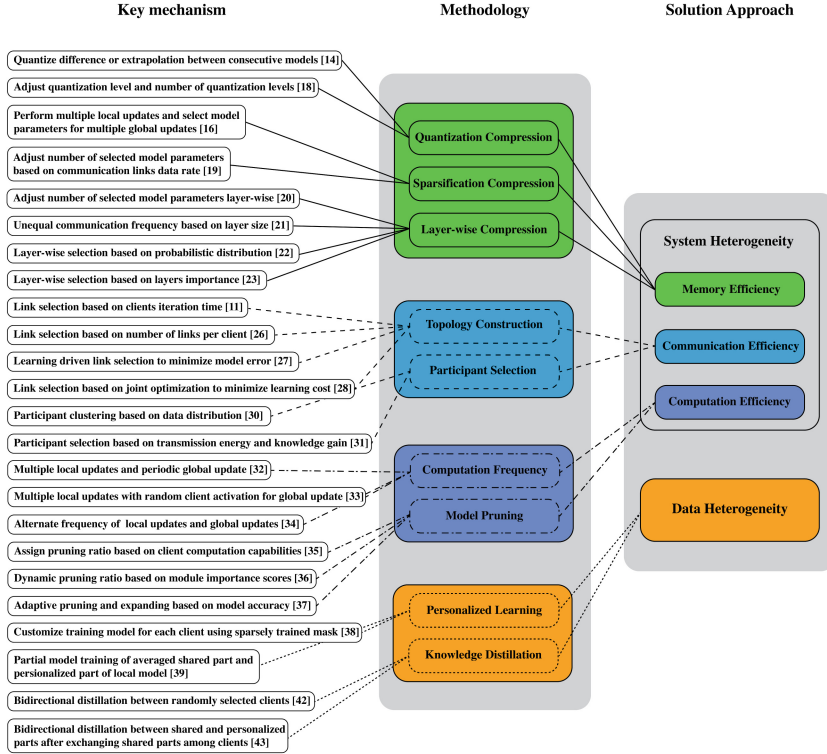 Key mechanism
Methodology
Solution Approach
Quantize difference or extrapolation between consecutive models [14]
Adjust quantization level and number of quantization levels [18]
Perform multiple local updates and select model
parameters for multiple global updates [16]
Adjust number of selected model parameters
based on communication links data rate [19]
Adjust number of selected model parameters layer-wise [20]
Unequal communication frequency based on layer size [21]
Layer-wise selection based on probabilistic distribution [22]
Layer-wise selection based on layers importance [23]
Link selection based on clients iteration time [11]
Link selection based on number of links per client [26]
Learning driven link selection to minimize model error [27]
Link selection based on joint optimization to minimize learning cost [28]
Participant clustering based on data distribution [30]
Participant selection based on transmission energy and knowledge gain [31]
Multiple local updates and periodic global update [32]
Multiple local updates with random client activation for global update [33]
Alternate frequency of local updates and global updates [34]
Assign pruning ratio based on client computation capabilities [35]
Dynamic pruning ratio based on module importance scores [36]
Adaptive pruning and expanding based on model accuracy [37]
Customize training model for each client using sparsely trained mask [38]
Partial model training of averaged shared part and
persionalized part of local model [39]
Bidirectional distillation between randomly selected clients [42]
Bidirectional distillation between shared and personalized
parts after exchanging shared parts among clients [43]
Quantization Compression
Sparsification Compression
Layer-wise Compression
Topology Construction
Participant Selection
Computation Frequency
Model Pruning
Personalized Learning
Knowledge Distillation
System Heterogeneity
Memory Efficiency
Communication Efficiency
Computation Efficiency
Data Heterogeneity